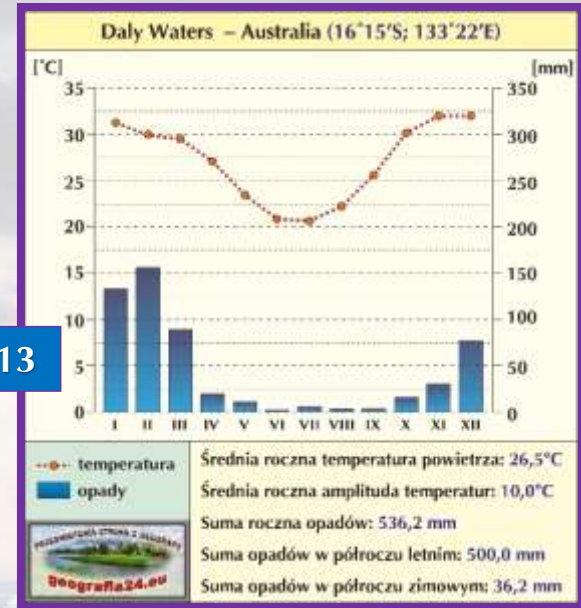 Daly Waters – Australia (16°15'S; 133°22'E)
[°C] [mm]
35 350
30 300
25 250
20 200
15 150
10 100
5 50
0 0
I II III IV V VI VII VIII IX X XI XII
13
temperatura
opady
Średnia roczna temperatura powietrza: 26,5°C
Średnia roczna amplituda temperatur: 10,0°C
Suma roczna opadów: 536,2 mm
Suma opadów w półroczu letnim: 500,0 mm
Suma opadów w półroczu zimowym: 36,2 mm
geografia24.eu